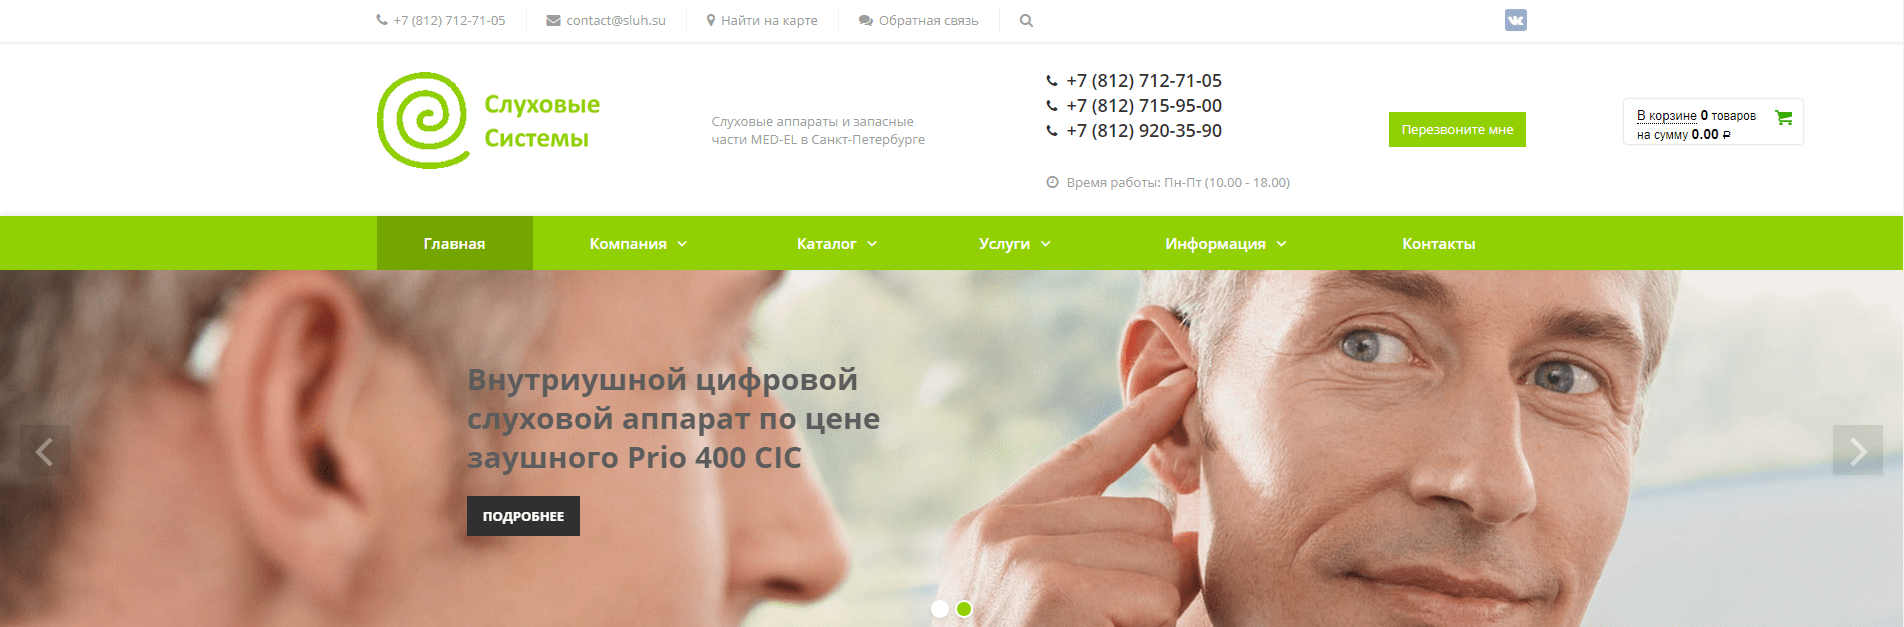 +7 (812) 712-71-05
contact@sluh.su
Найти на карте
Обратная связь
Слуховые
Системы
Слуховые аппараты и запасные
части MED-EL в Санкт-Петербурге
+7 (812) 712-71-05
+7 (812) 715-95-00
+7 (812) 920-35-90
Время работы: Пн-Пт (10.00 - 18.00)
Перезвоните мне
В корзине 0 товаров
на сумму 0.00 ₽
Главная
Компания
Каталог
Услуги
Информация
Контакты
Внутриушной цифровой
слуховой аппарат по цене
заушного Prio 400 CIC
ПОДРОБНЕЕ